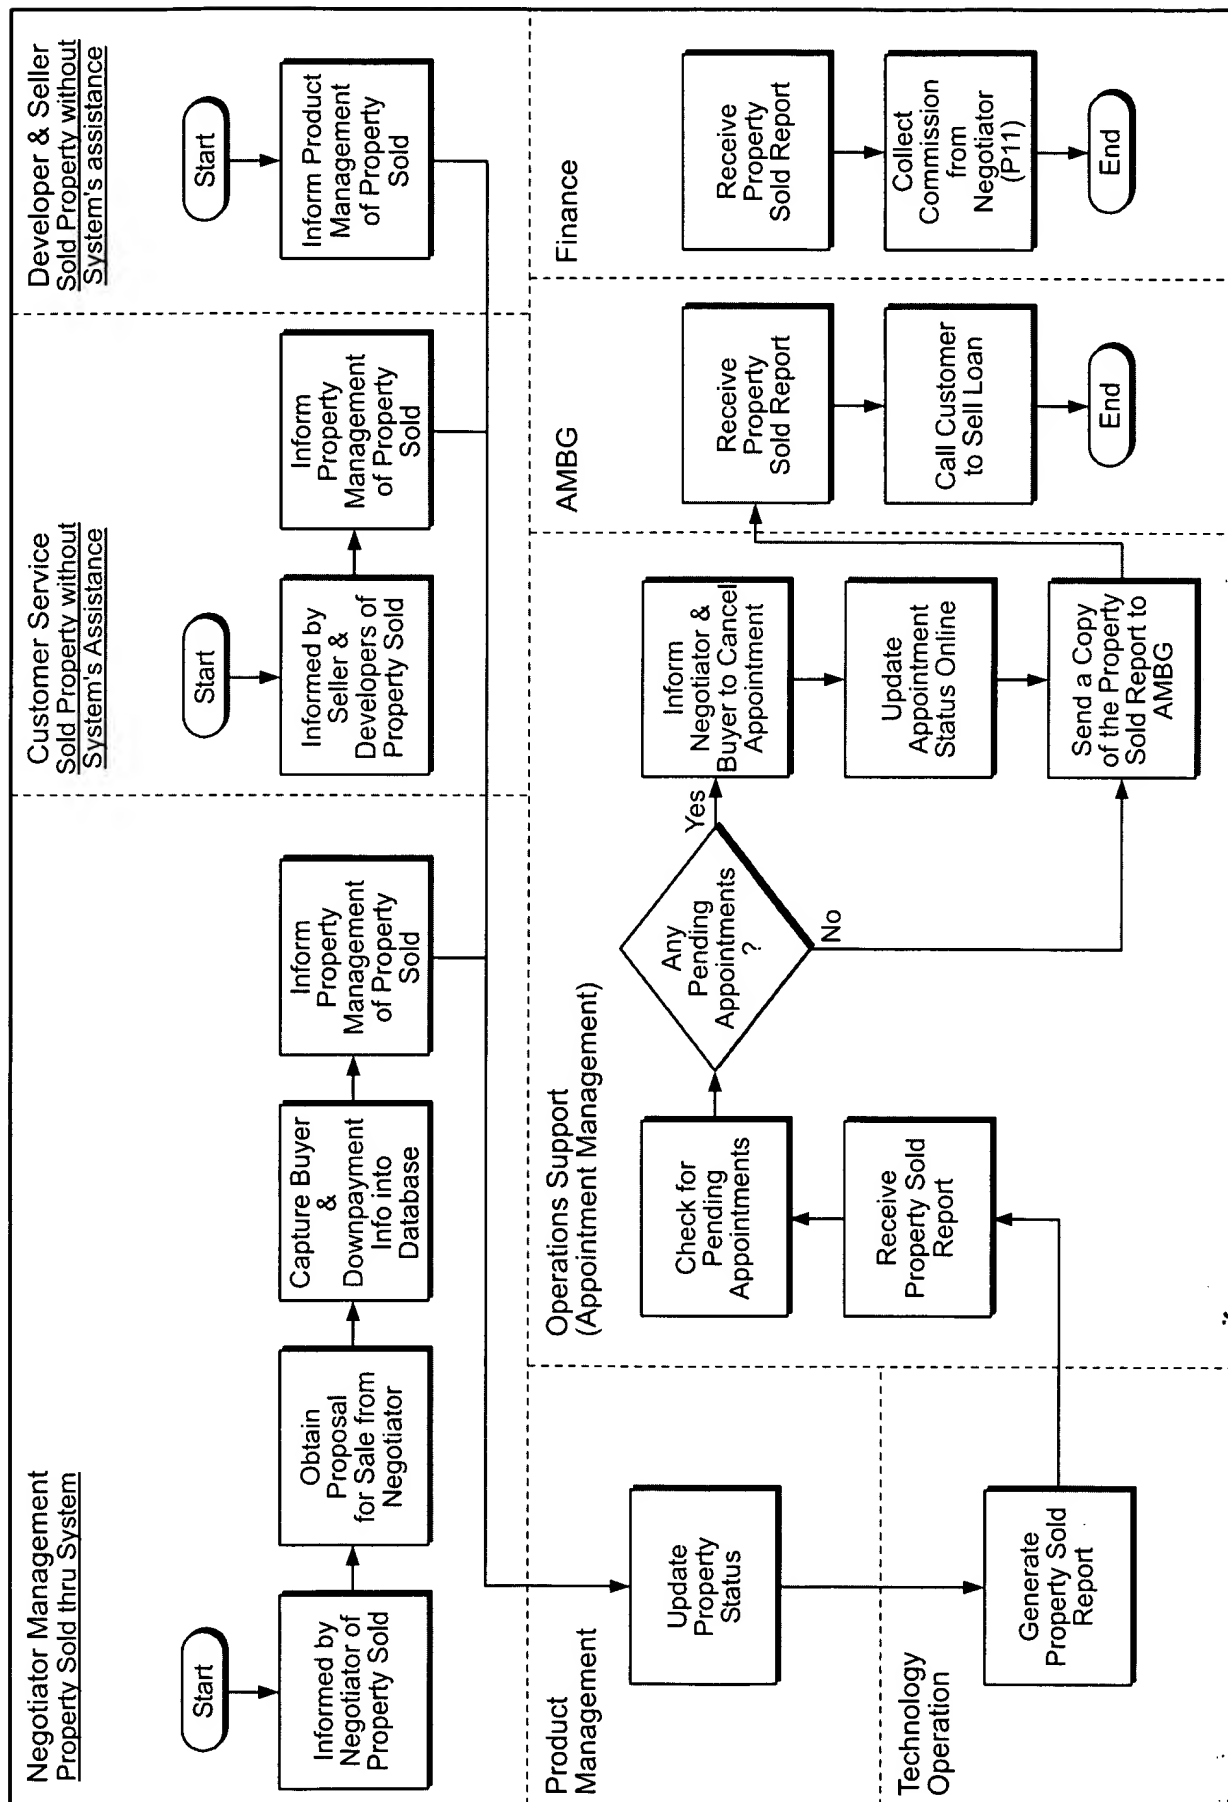 Negotiator Management
Property Sold thru System
Start
Informed by
Negotiator of
Property Sold
Obtain
Proposal
for Sale from
Negotiator
Capture Buyer
&
Downpayment
Info into
Database
Inform
Property
Management
of Property
Sold
Customer Service
Sold Property without
System's Assistance
Start
Informed by
Seller &
Developers of
Property Sold
Inform
Property
Management
of Property
Sold
Developer & Seller
Sold Property without
System's assistance
Start
Inform Product
Management
of Property
Sold
Product
Management
Update
Property
Status
Technology
Operation
Generate
Property Sold
Report
Operations Support
(Appointment Management)
Check for
Pending
Appointments
Receive
Property Sold
Report
Any
Pending
Appointments
?
Yes
No
Inform
Negotiator &
Buyer to Cancel
Appointment
Update
Appointment
Status Online
Send a Copy
of the Property
Sold Report to
AMBG
AMBG
Receive
Property
Sold Report
Call Customer
to Sell Loan
End
Finance
Receive
Property
Sold Report
Collect
Commission
from
Negotiator
(P11)
End